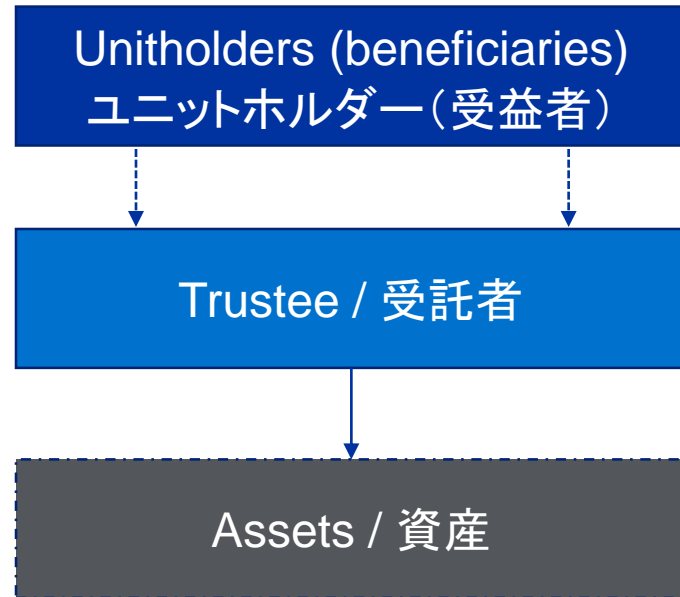 Unitholders (beneficiaries)
ユニットホルダー（受益者）
Trustee / 受託者
Assets / 資産